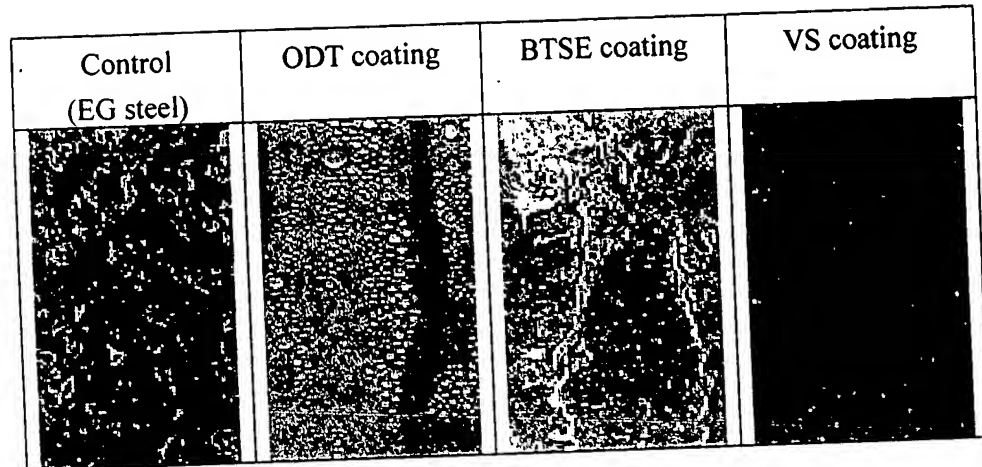 Control
(EG steel)
ODT coating
BTSE coating
VS coating